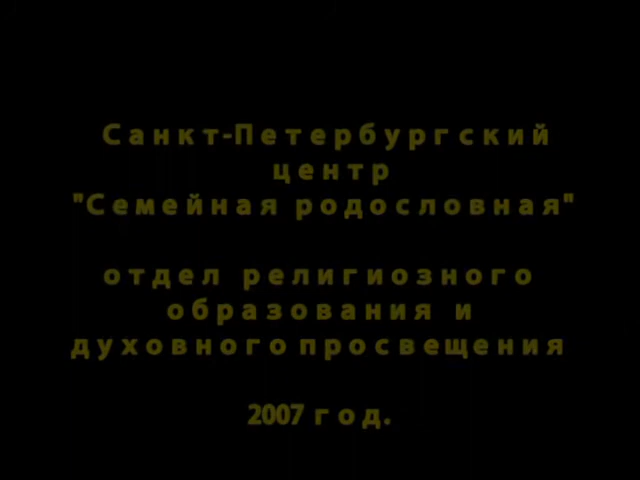 Санкт-Петербургский
центр
"Семейная родословная"
отдел религиозного
образования и
духовного просвещения
2007 год.